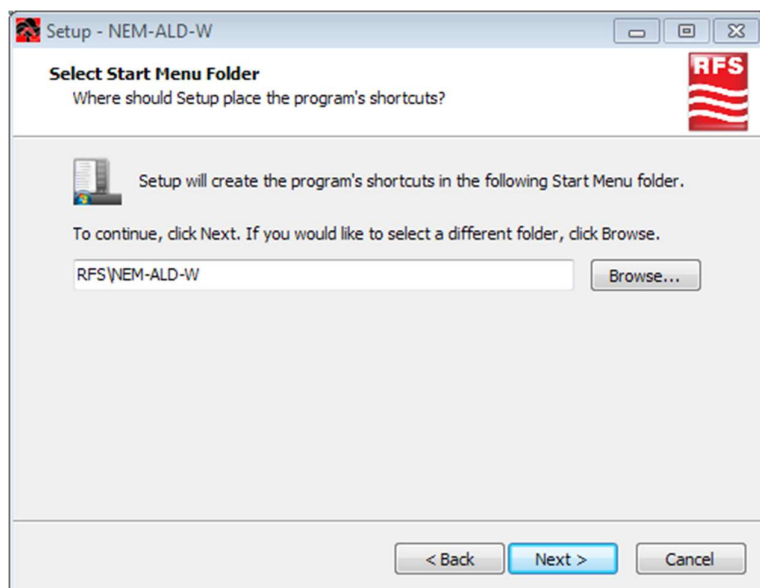 Setup - NEM-ALD-W
Select Start Menu Folder
Where should Setup place the program's shortcuts?
RFS
Setup will create the program's shortcuts in the following Start Menu folder.
To continue, click Next. If you would like to select a different folder, click Browse.
RFS\NEM-ALD-W
Browse...
< Back
Next >
Cancel